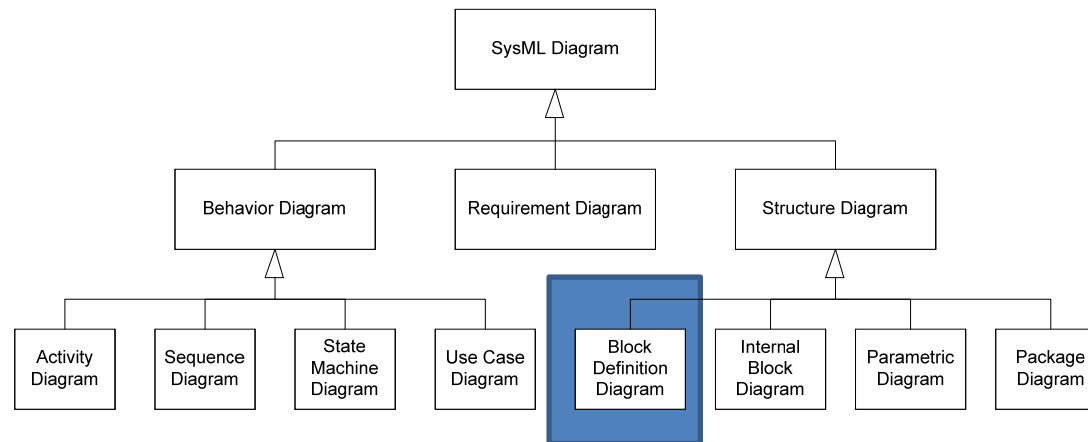 SysML Diagram
Behavior Diagram
Requirement Diagram
Structure Diagram
Activity
Diagram
Sequence
Diagram
State
Machine
Diagram
Use Case
Diagram
Block
Definition
Diagram
Internal
Block
Diagram
Parametric
Diagram
Package
Diagram